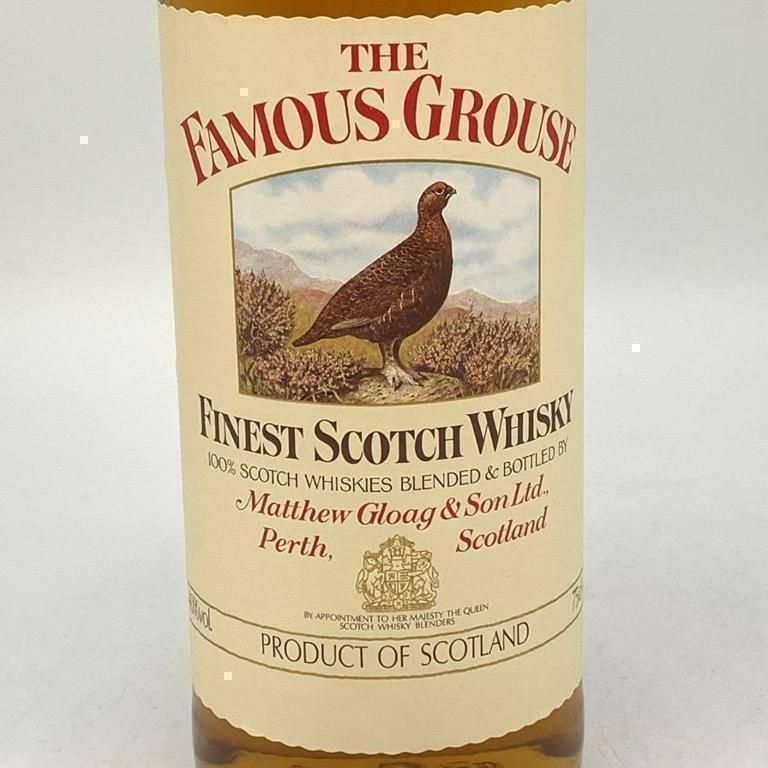 THE
FAMOUS GROUSE
FINEST SCOTCH WHISKY
100% SCOTCH WHISKIES BLENDED & BOTTLED BY
Matthew Gloag & Son Ltd.,
Perth, Scotland
BY APPOINTMENT TO HER MAJESTY THE QUEEN
SCOTCH WHISKY BLENDERS
PRODUCT OF SCOTLAND